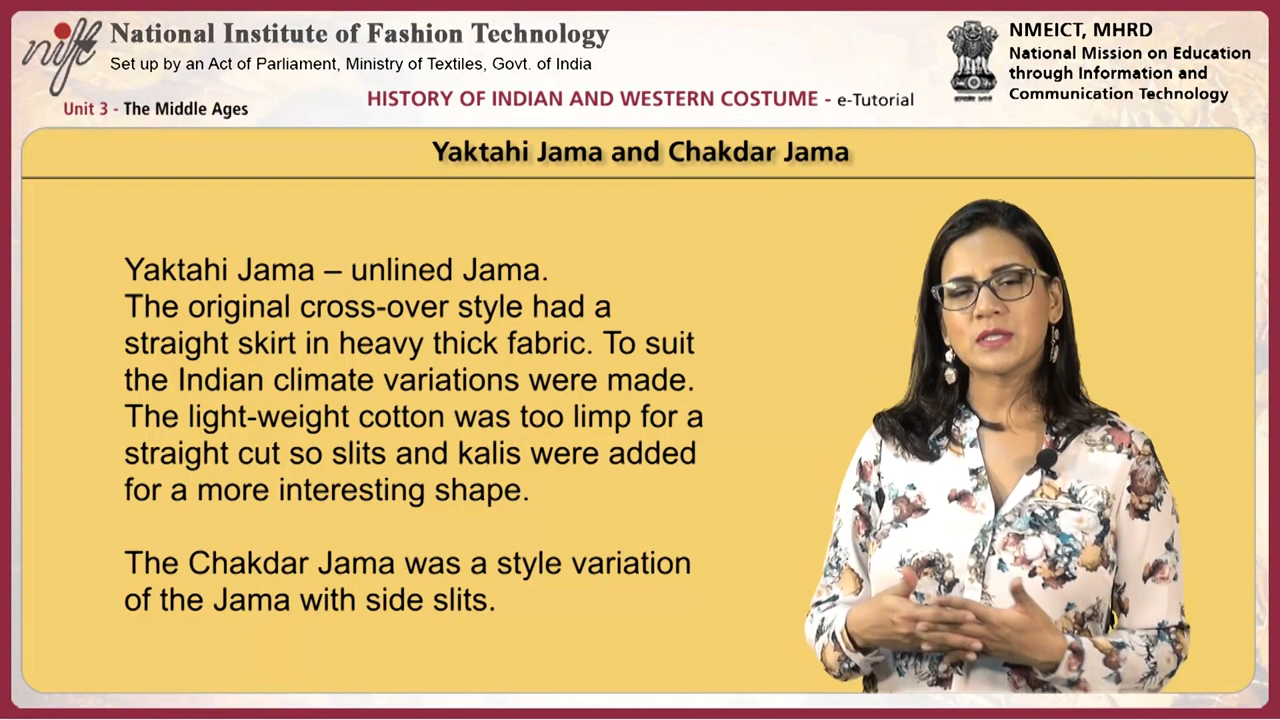 nift
National Institute of Fashion Technology
Set up by an Act of Parliament, Ministry of Textiles, Govt. of India
NMEICT, MHRD
National Mission on Education
through Information and
Communication Technology
Unit 3 - The Middle Ages
HISTORY OF INDIAN AND WESTERN COSTUME - e-Tutorial
Yaktahi Jama and Chakdar Jama
Yaktahi Jama – unlined Jama.
The original cross-over style had a
straight skirt in heavy thick fabric. To suit
the Indian climate variations were made.
The light-weight cotton was too limp for a
straight cut so slits and kalis were added
for a more interesting shape.
The Chakdar Jama was a style variation
of the Jama with side slits.